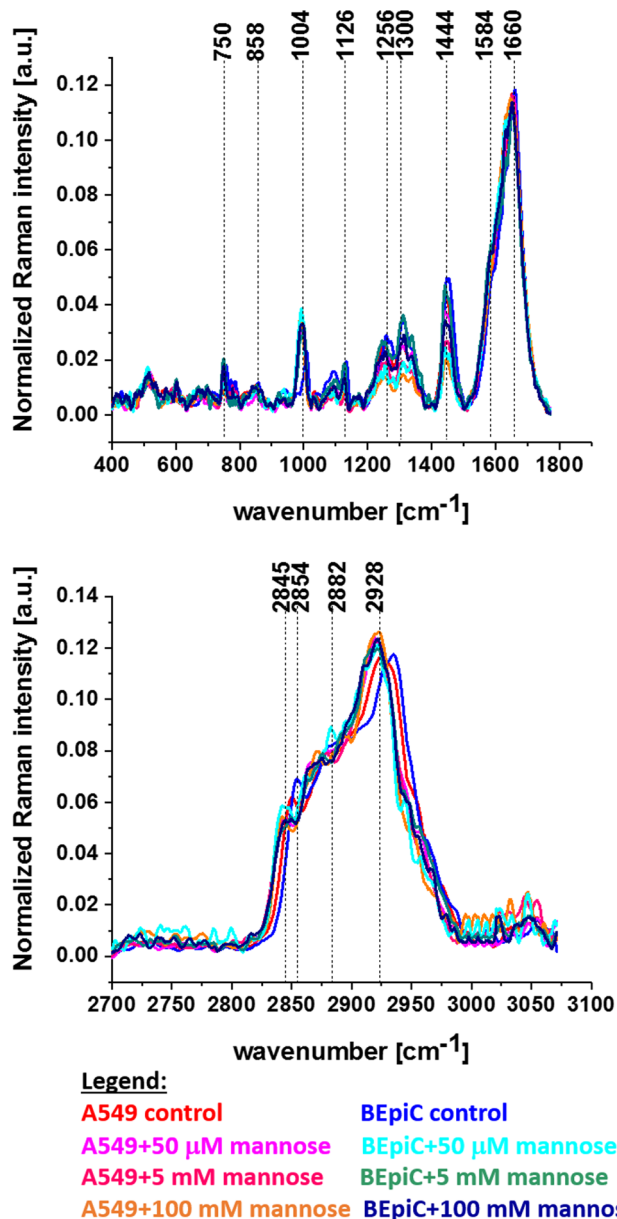 750 858 1004 1126 1256 1300 1444 1584 1660
Normalized Raman intensity [a.u.]
0.12
0.10
0.08
0.06
0.04
0.02
0.00
400 600 800 1000 1200 1400 1600 1800
wavenumber [cm-1]
2845 2854 2882 2928
Normalized Raman intensity [a.u.]
0.14
0.12
0.10
0.08
0.06
0.04
0.02
0.00
2700 2750 2800 2850 2900 2950 3000 3050 3100
wavenumber [cm-1]
Legend:
A549 control BEpiC control
A549+50 μM mannose BEpiC+50 μM mannose
A549+5 mM mannose BEpiC+5 mM mannose
A549+100 mM mannose BEpiC+100 mM mannos